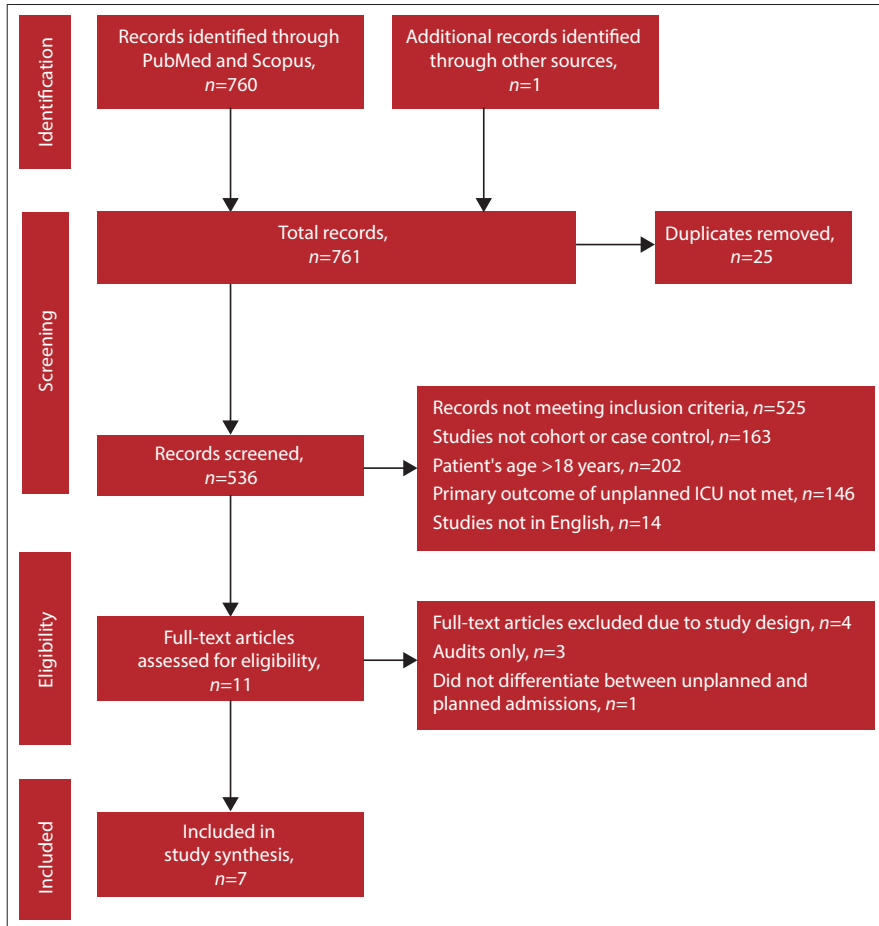 Identification
Records identified through
PubMed and Scopus,
n=760
Additional records identified
through other sources,
n=1
Screening
Total records,
n=761
Duplicates removed,
n=25
Records screened,
n=536
Records not meeting inclusion criteria, n=525
Studies not cohort or case control, n=163
Patient's age >18 years, n=202
Primary outcome of unplanned ICU not met, n=146
Studies not in English, n=14
Eligibility
Full-text articles
assessed for eligibility,
n=11
Full-text articles excluded due to study design, n=4
Audits only, n=3
Did not differentiate between unplanned and
planned admissions, n=1
Included
Included in
study synthesis,
n=7